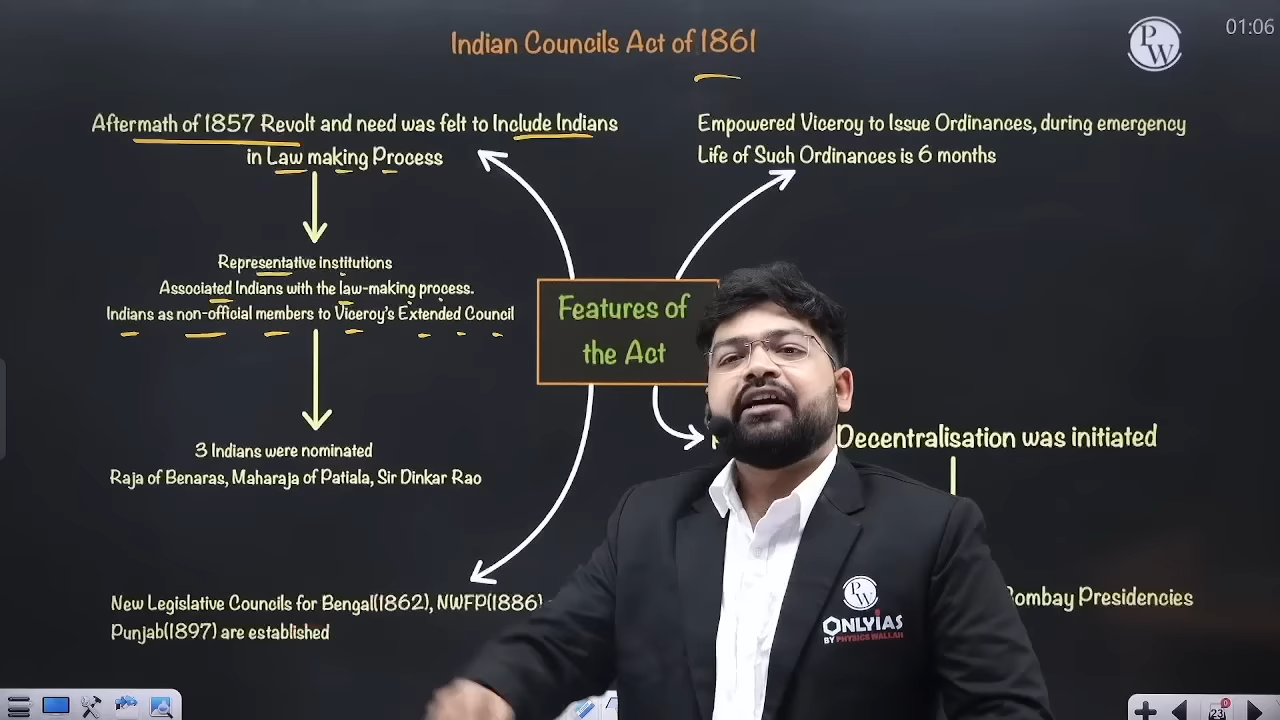 Indian Councils Act of 1861
PW
01:06
Aftermath of 1857 Revolt and need was felt to Include Indians
in Law making Process
Empowered Viceroy to Issue Ordinances, during emergency
Life of Such Ordinances is 6 months
Representative institutions
Associated Indians with the law-making process.
Indians as non-official members to Viceroy's Extended Council
Features of
the Act
Decentralisation was initiated
3 Indians were nominated
Raja of Benaras, Maharaja of Patiala, Sir Dinkar Rao
New Legislative Councils for Bengal(1862), NWFP(1886)
Punjab(1897) are established
Bombay Presidencies
PW
ONLYIAS
BY PHYSICS WALLAH
23